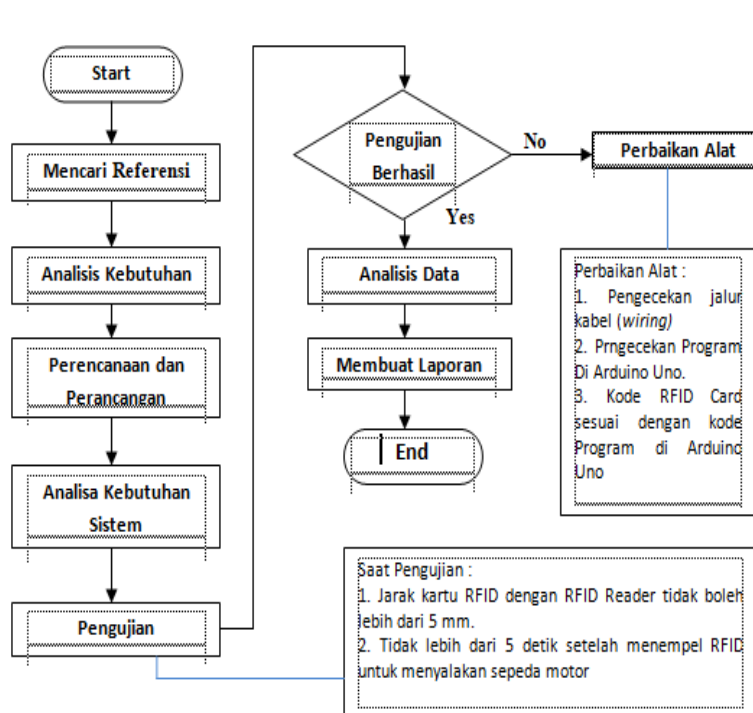 Start
Mencari Referensi
Analisis Kebutuhan
Perencanaan dan
Perancangan
Analisa Kebutuhan
Sistem
Pengujian
Pengujian
Berhasil
No
Yes
Perbaikan Alat
Analisis Data
Membuat Laporan
End
Perbaikan Alat :
1. Pengecekan jalur
kabel (wiring)
2. Prngecekan Program
Di Arduino Uno.
3. Kode RFID Card
sesuai dengan kode
Program di Arduino
Uno
Saat Pengujian :
1. Jarak kartu RFID dengan RFID Reader tidak boleh
lebih dari 5 mm.
2. Tidak lebih dari 5 detik setelah menempel RFID
untuk menyalakan sepeda motor